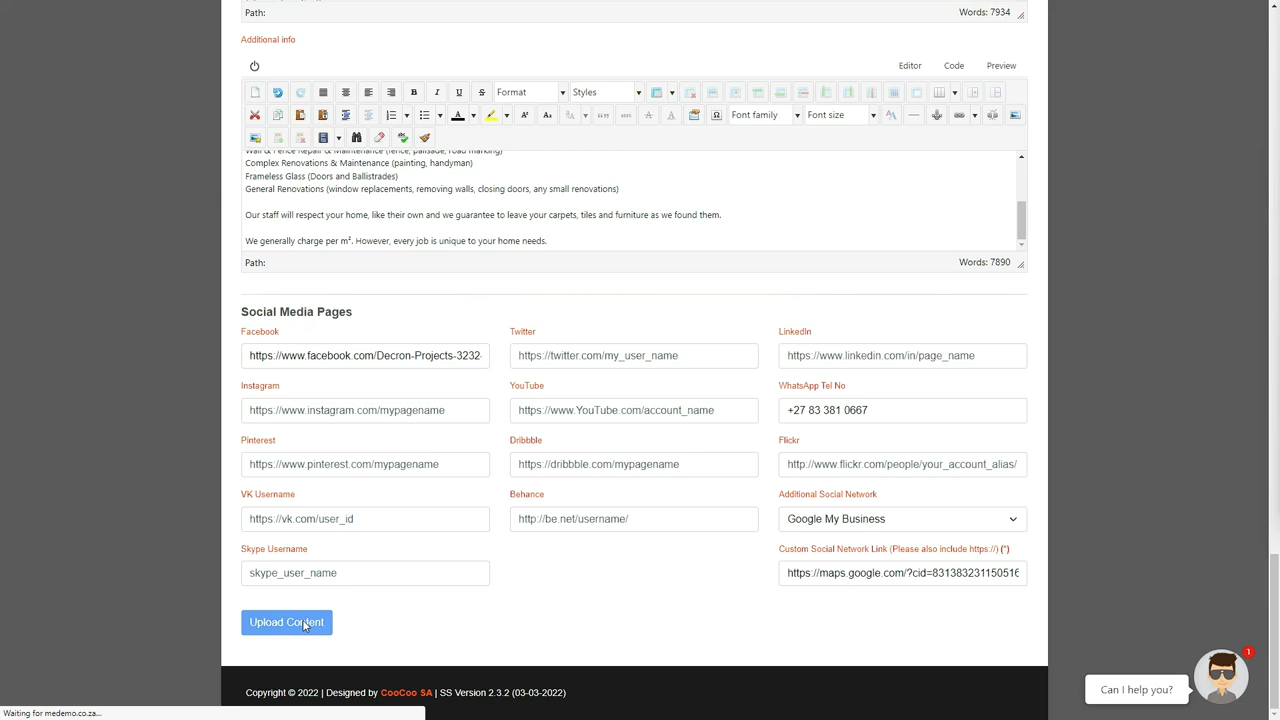 Path:
Words: 7934
Additional info
Editor
Code
Preview
Format
Styles
Font family
Font size
Wall & Fence Repair & Maintenance (fence, palisade, road marking)
Complex Renovations & Maintenance (painting, handyman)
Frameless Glass (Doors and Ballistrades)
General Renovations (window replacements, removing walls, closing doors, any small renovations)
Our staff will respect your home, like their own and we guarantee to leave your carpets, tiles and furniture as we found them.
We generally charge per m². However, every job is unique to your home needs.
Path:
Words: 7890
Social Media Pages
Facebook
Twitter
LinkedIn
https://www.facebook.com/Decron-Projects-3232-
https://twitter.com/my_user_name
https://www.linkedin.com/in/page_name
Instagram
YouTube
WhatsApp Tel No
https://www.instagram.com/mypagename
https://www.YouTube.com/account_name
+27 83 381 0667
Pinterest
Dribbble
Flickr
https://www.pinterest.com/mypagename
https://dribbble.com/mypagename
http://www.flickr.com/people/your_account_alias/
VK Username
Behance
Additional Social Network
https://vk.com/user_id
http://be.net/username/
Google My Business
Skype Username
Custom Social Network Link (Please also include https://) (*)
skype_user_name
https://maps.google.com/?cid=831383231150516
Upload Content
Copyright © 2022 | Designed by CooCoo SA | SS Version 2.3.2 (03-03-2022)
1
Can I help you?
Waiting for medemo.co.za...